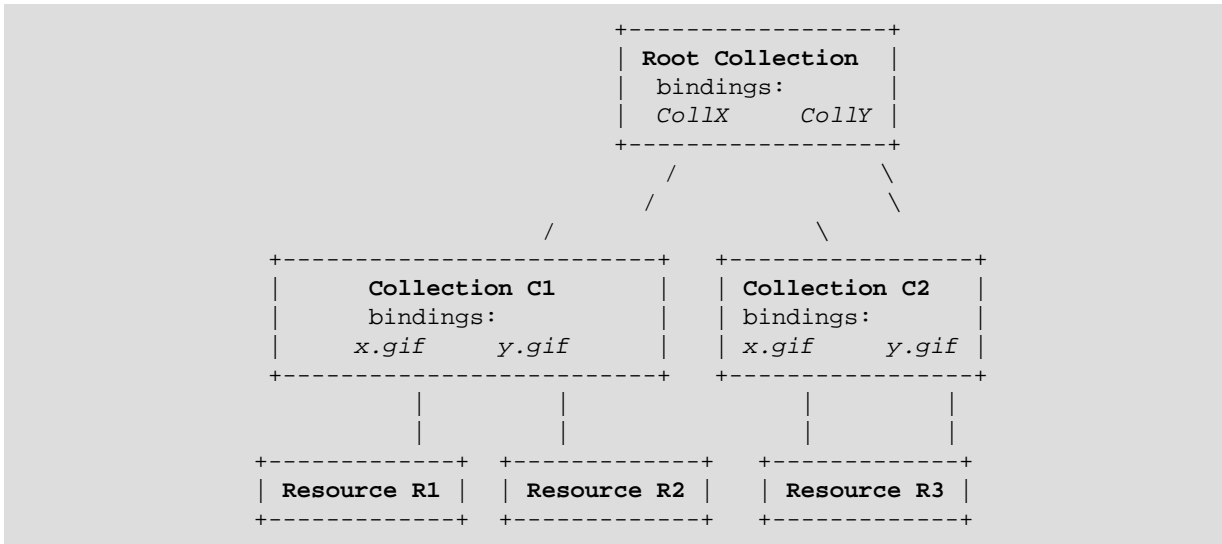 +------------------+
| Root Collection |
| bindings: |
| CollX CollY |
+------------------+
/ \
/ \
/ \
+--------------------------+ +-----------------+
| Collection C1 | | Collection C2 |
| bindings: | | bindings: |
| x.gif y.gif | | x.gif y.gif |
+--------------------------+ +-----------------+
| | | |
| | | |
+-------------+ +-------------+ +-------------+
| Resource R1 | | Resource R2 | | Resource R3 |
+-------------+ +-------------+ +-------------+